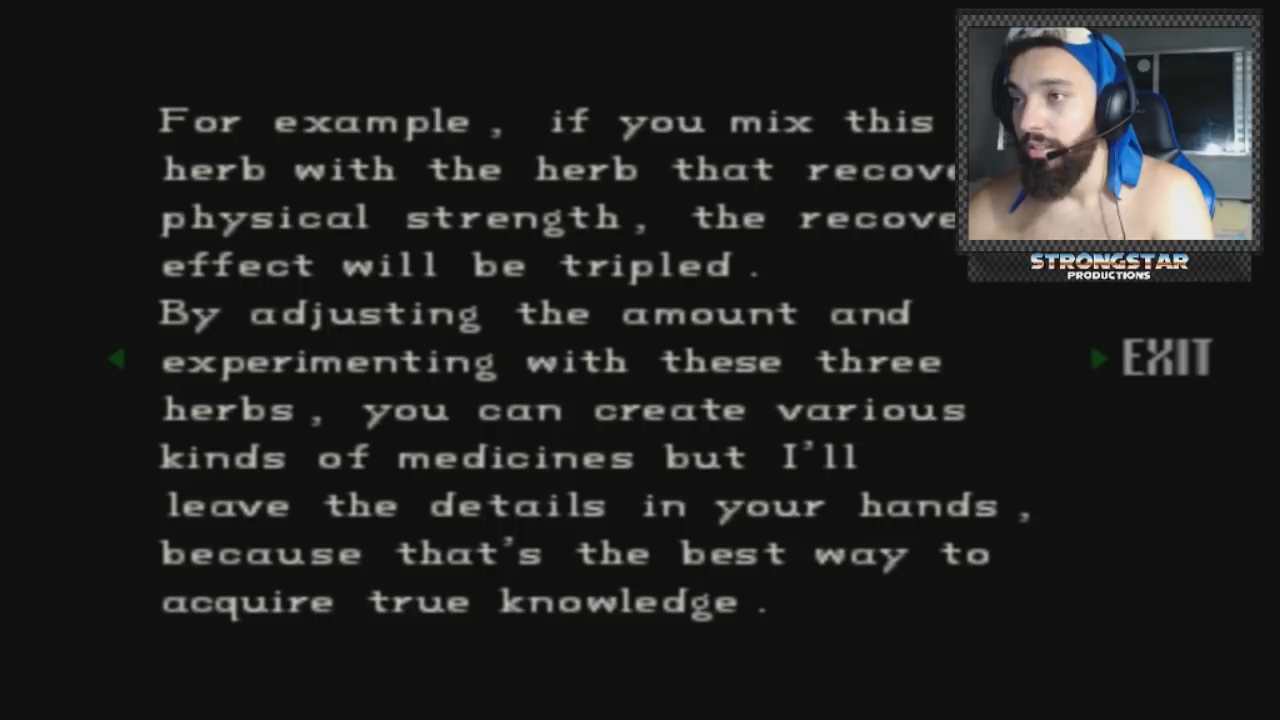 For example, if you mix this
herb with the herb that
physical strength, the
effect will be tripled.
By adjusting the amount and
experimenting with these three
herbs, you can create various
kinds of medicines but I'll
leave the details in your hands,
because that's the best way to
acquire true knowledge.
EXIT
STRONGSTAR
PRODUCTIONS